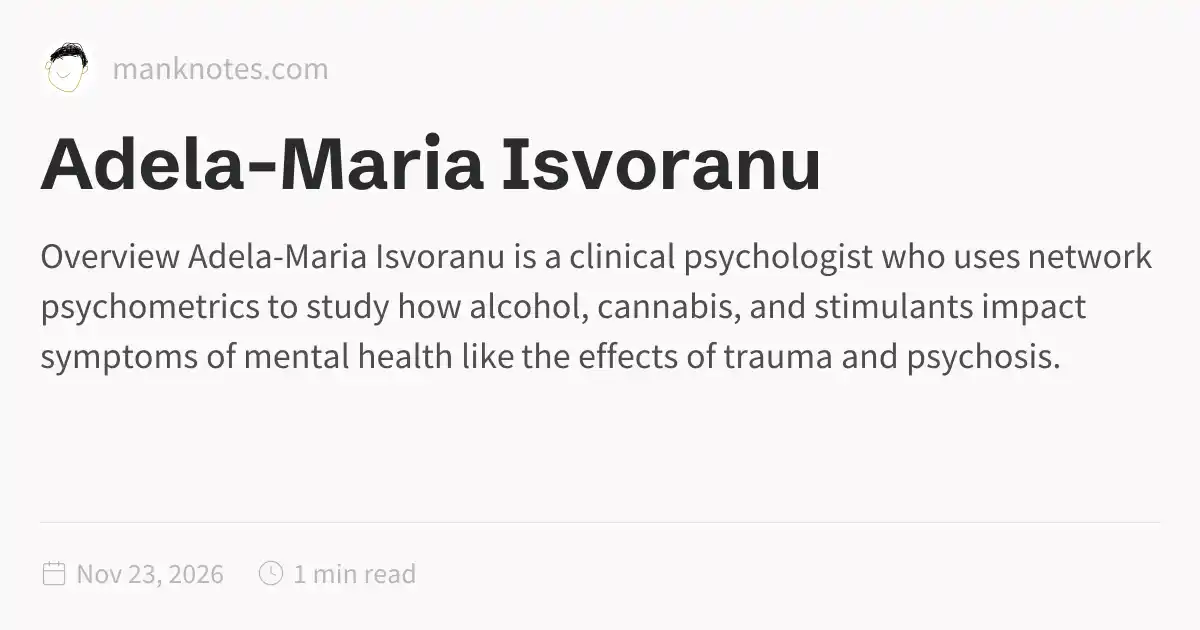 manknotes.com
Adela-Maria Isvoranu
Overview Adela-Maria Isvoranu is a clinical psychologist who uses network
psychometrics to study how alcohol, cannabis, and stimulants impact
symptoms of mental health like the effects of trauma and psychosis.
Nov 23, 2026 1 min read